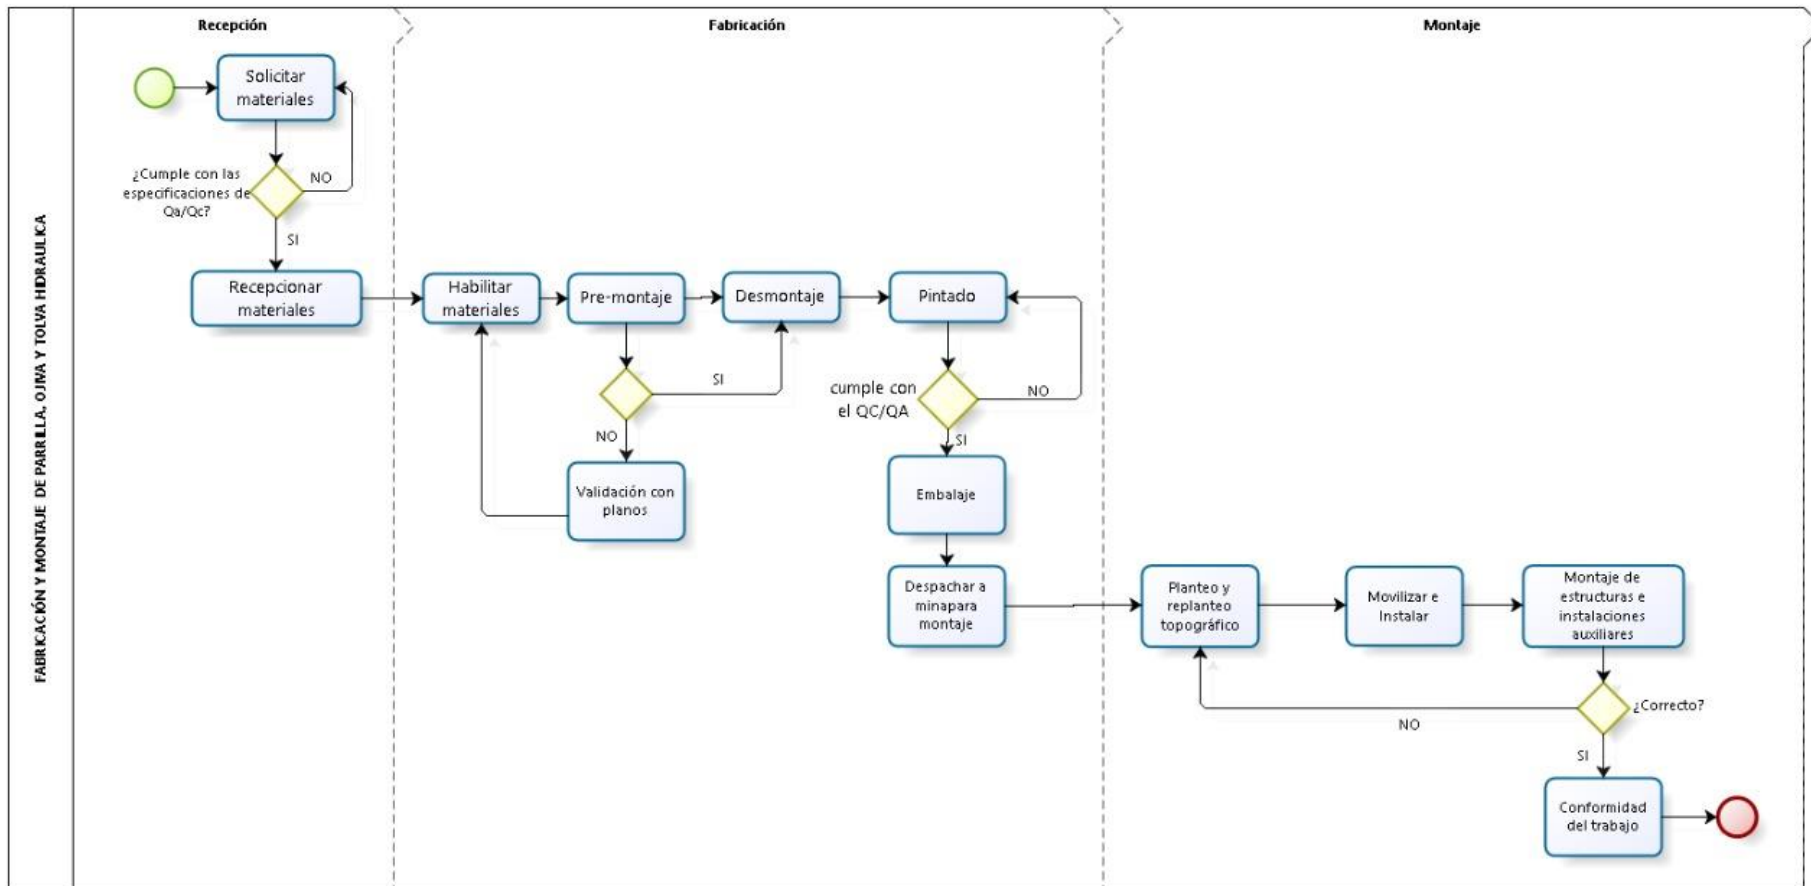 Recepción
Fabricación
Montaje
FABRICACIÓN Y MONTAJE DE PARRILLA, OJIVA Y TOLVA HIDRAULICA
Solicitar
materiales
¿Cumple con las
especificaciones de
Qa/Qc?
NO
SI
Recepcionar
materiales
Habilitar
materiales
Pre-montaje
Desmontaje
Pintado
SI
NO
Validación con
planos
cumple con
el QC/QA
NO
SI
Embalaje
Despachar a
minapara
montaje
Planteo y
replanteo
topográfico
Movilizar e
Instalar
Montaje de
estructuras e
instalaciones
auxiliares
¿Correcto?
NO
SI
Conformidad
del trabajo